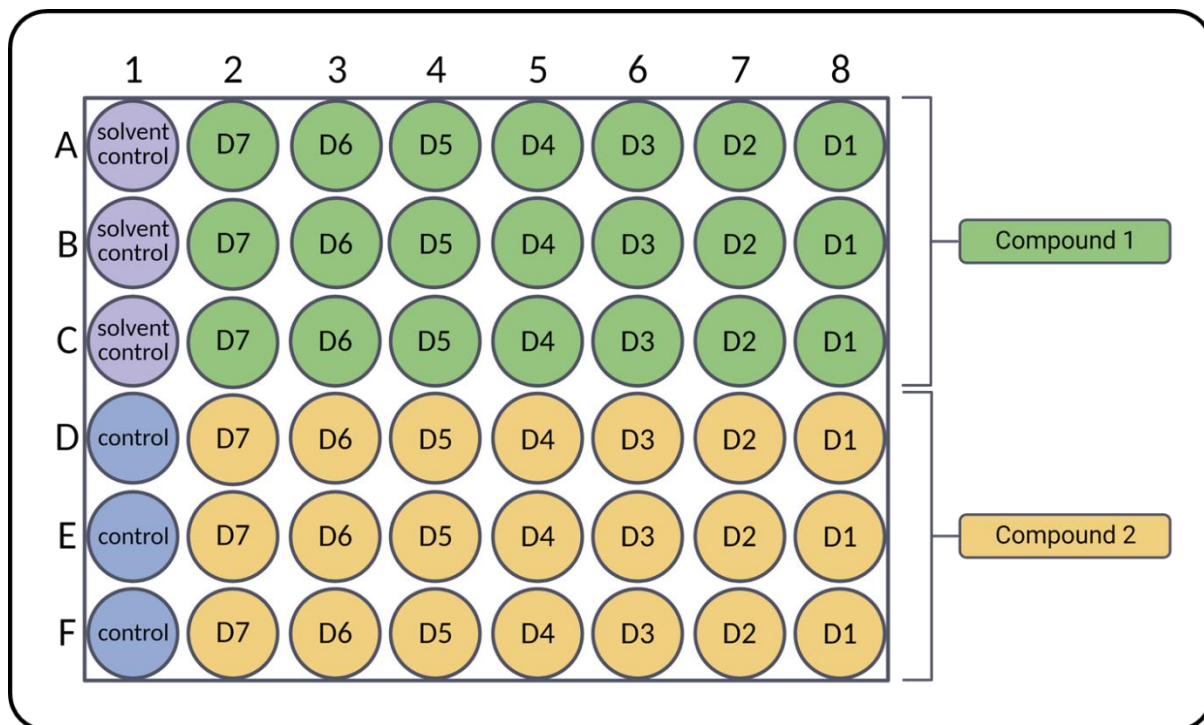 1 2 3 4 5 6 7 8
A solvent control D7 D6 D5 D4 D3 D2 D1
B solvent control D7 D6 D5 D4 D3 D2 D1
Compound 1
C solvent control D7 D6 D5 D4 D3 D2 D1
D control D7 D6 D5 D4 D3 D2 D1
E control D7 D6 D5 D4 D3 D2 D1
Compound 2
F control D7 D6 D5 D4 D3 D2 D1